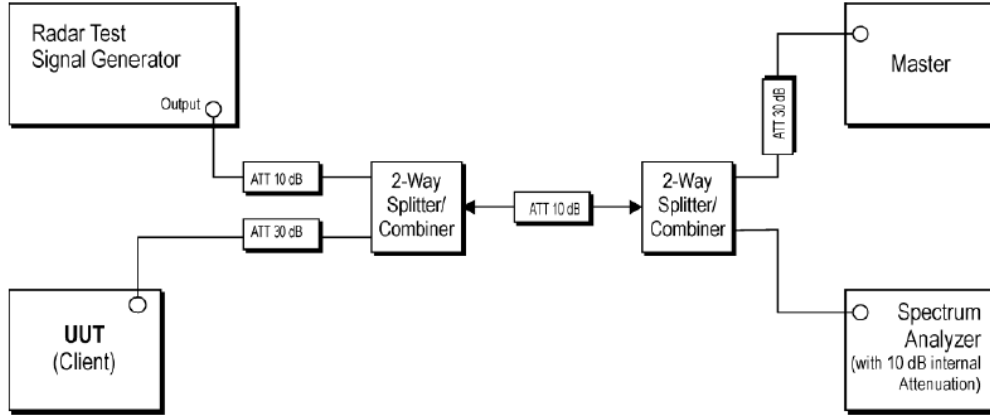 Radar Test
Signal Generator
Output
Master
ATT 30 dB
ATT 10 dB
2-Way
Splitter/
Combiner
ATT 10 dB
2-Way
Splitter/
Combiner
ATT 30 dB
UUT
(Client)
Spectrum
Analyzer
(with 10 dB internal
Attenuation)